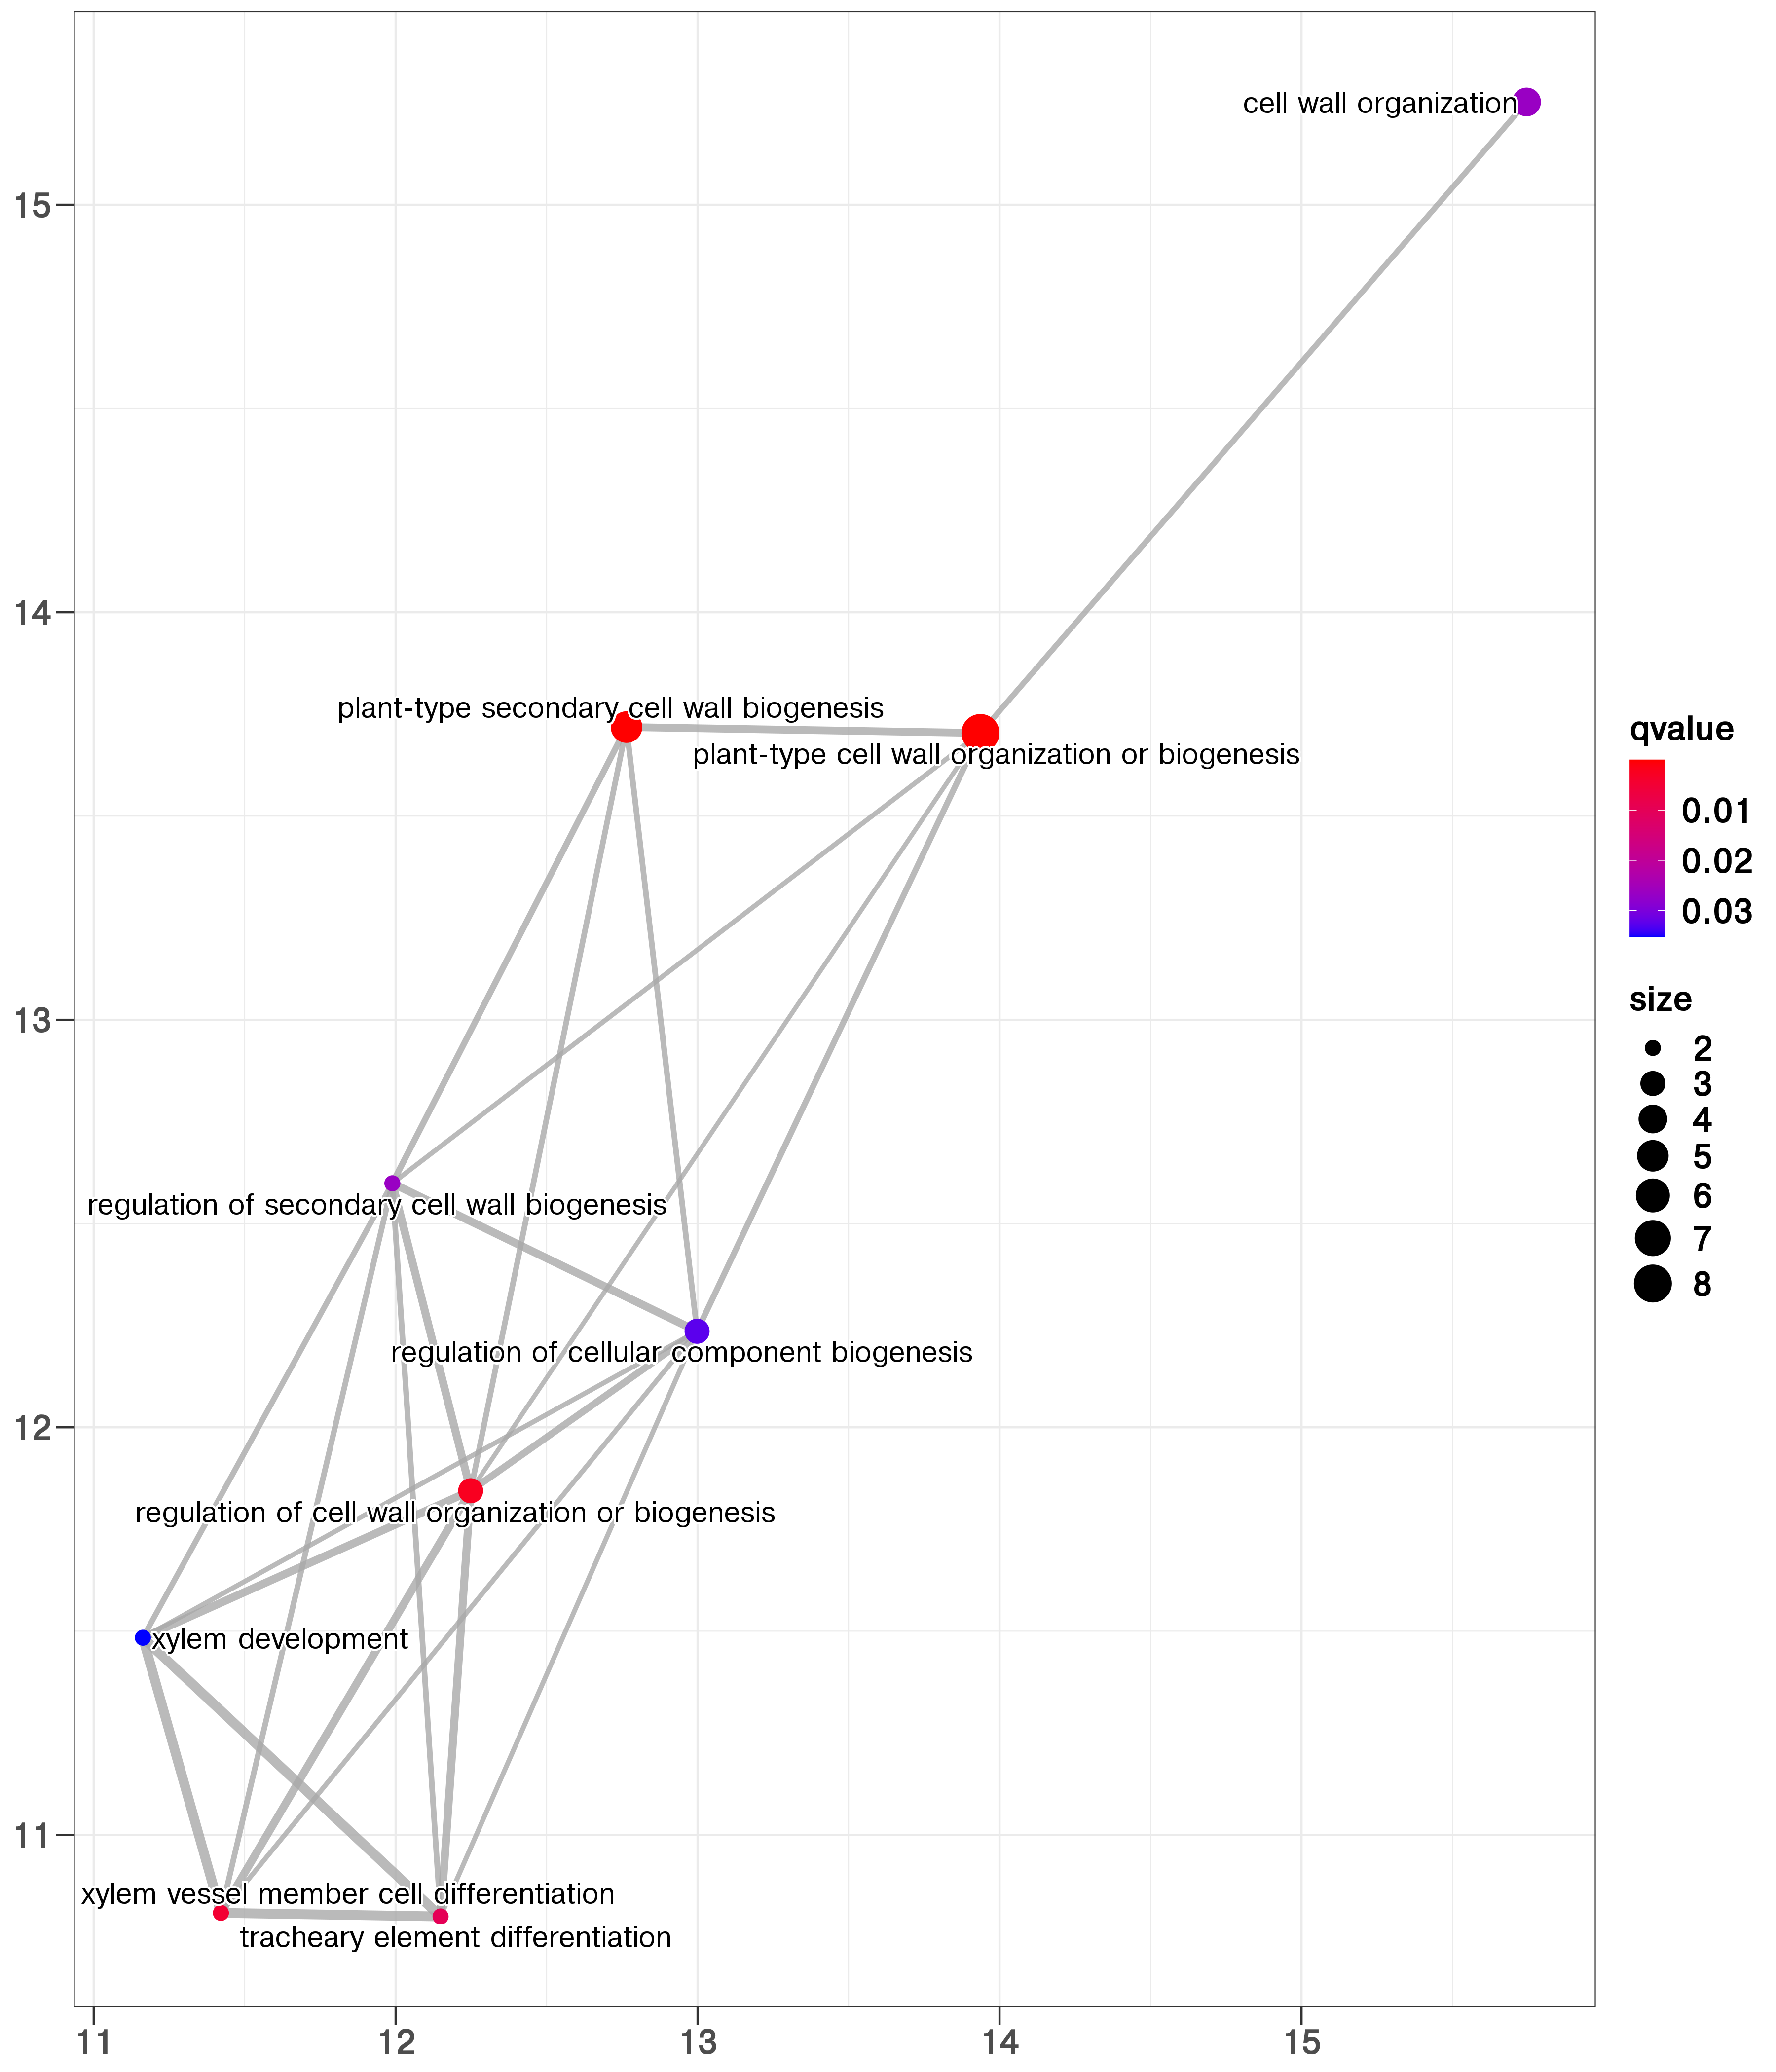 cell wall organization
15
14
plant-type secondary cell wall biogenesis
plant-type cell wall organization or biogenesis
13
regulation of secondary cell wall biogenesis
regulation of cellular component biogenesis
12
regulation of cell wall organization or biogenesis
xylem development
11
xylem vessel member cell differentiation
tracheary element differentiation
11 12 13 14 15
qvalue
0.01
0.02
0.03
size
2
3
4
5
6
7
8